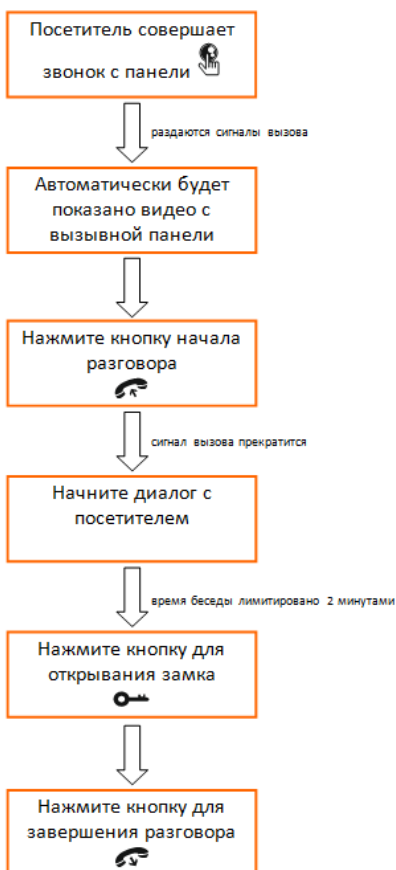 Посетитель совершает
звонок с панели
раздаются сигналы вызова
Автоматически будет
показано видео с
вызывной панели
Нажмите кнопку начала
разговора
сигнал вызова прекратится
Начните диалог с
посетителем
время беседы лимитировано 2 минутами
Нажмите кнопку для
открывания замка
Нажмите кнопку для
завершения разговора